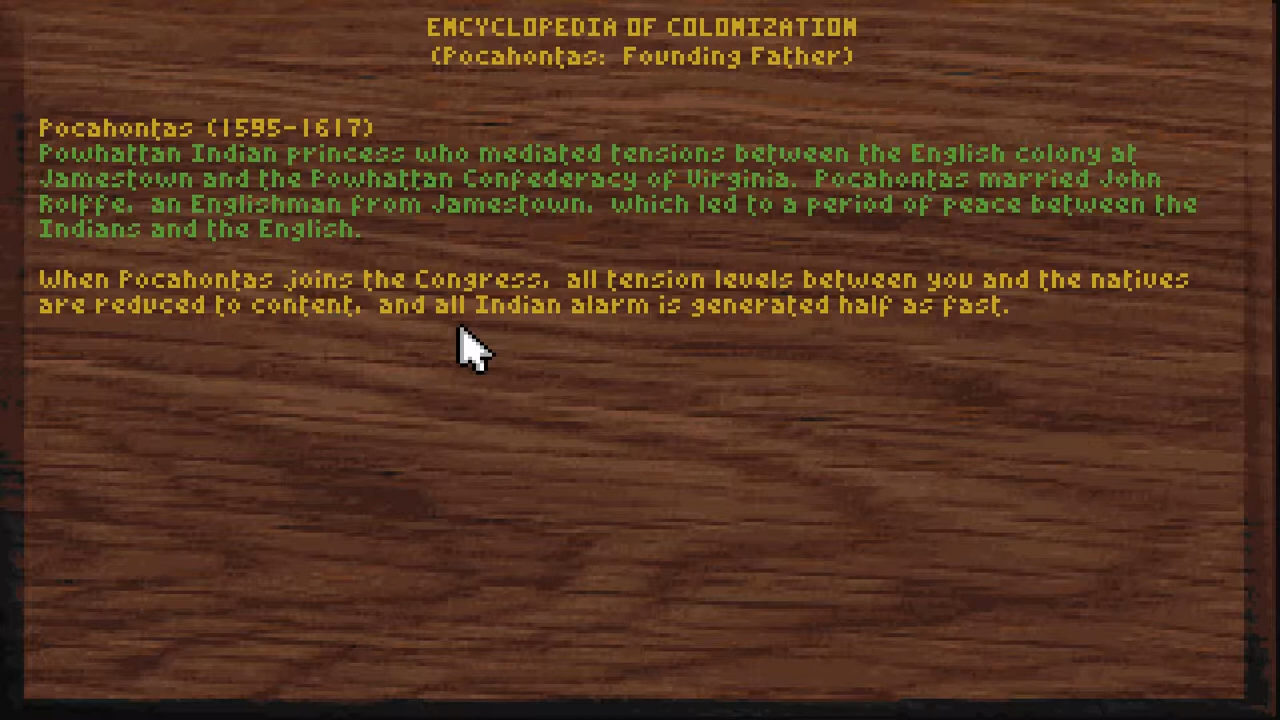 ENCYCLOPEDIA OF COLONIZATION
(Pocahontas: Founding Father)
Pocahontas (1595-1617)
Powhattan Indian princess who mediated tensions between the English colony at
Jamestown and the Powhattan Confederacy of Virginia. Pocahontas married John
Rolffe, an Englishman from Jamestown, which led to a period of peace between the
Indians and the English.
When Pocahontas joins the Congress, all tension levels between you and the natives
are reduced to content, and all Indian alarm is generated half as fast.